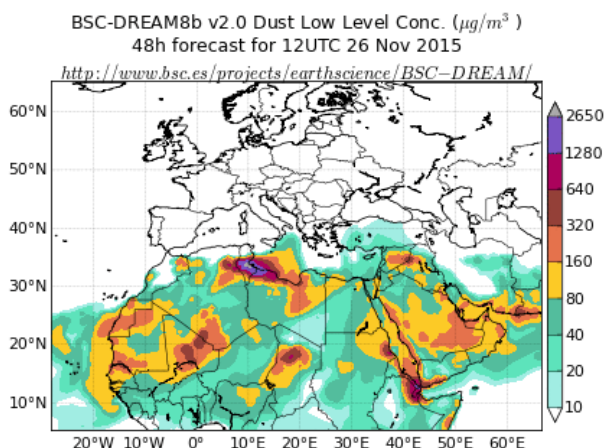 BSC-DREAM8b v2.0 Dust Low Level Conc. (μg/m³ )
48h forecast for 12UTC 26 Nov 2015
http://www.bsc.es/projects/earthscience/BSC−DREAM/
60°N
50°N
40°N
30°N
20°N
10°N
20°W 10°W 0° 10°E 20°E 30°E 40°E 50°E 60°E
2650
1280
640
320
160
80
40
20
10